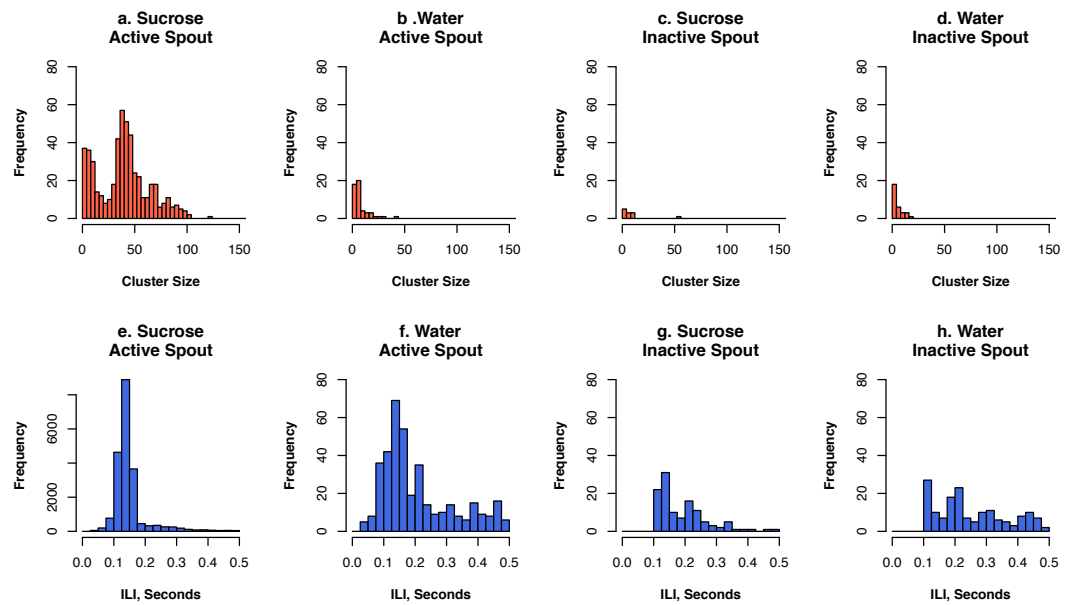 a. Sucrose
Active Spout
80
60
40
20
0
Frequency
0 50 100 150
Cluster Size
b .Water
Active Spout
80
60
40
20
0
Frequency
0 50 100 150
Cluster Size
c. Sucrose
Inactive Spout
80
60
40
20
0
Frequency
0 50 100 150
Cluster Size
d. Water
Inactive Spout
80
60
40
20
0
Frequency
0 50 100 150
Cluster Size
e. Sucrose
Active Spout
6000
2000
0
Frequency
0.0 0.1 0.2 0.3 0.4 0.5
ILI, Seconds
f. Water
Active Spout
80
60
40
20
0
Frequency
0.0 0.1 0.2 0.3 0.4 0.5
ILI, Seconds
g. Sucrose
Inactive Spout
80
60
40
20
0
Frequency
0.0 0.1 0.2 0.3 0.4 0.5
ILI, Seconds
h. Water
Inactive Spout
80
60
40
20
0
Frequency
0.0 0.1 0.2 0.3 0.4 0.5
ILI, Seconds